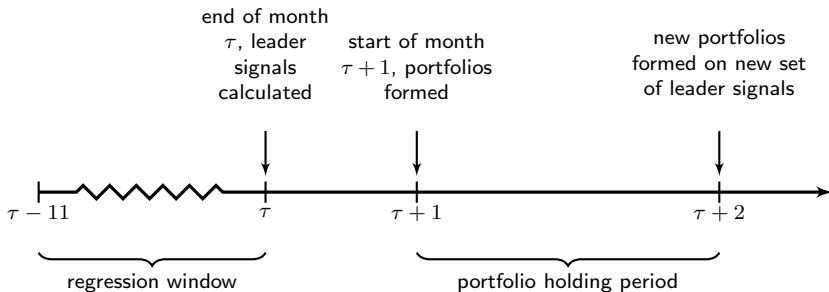 end of month
τ, leader
signals
calculated
start of month
τ + 1, portfolios
formed
new portfolios
formed on new set
of leader signals
τ − 11
τ
τ + 1
τ + 2
regression window
portfolio holding period